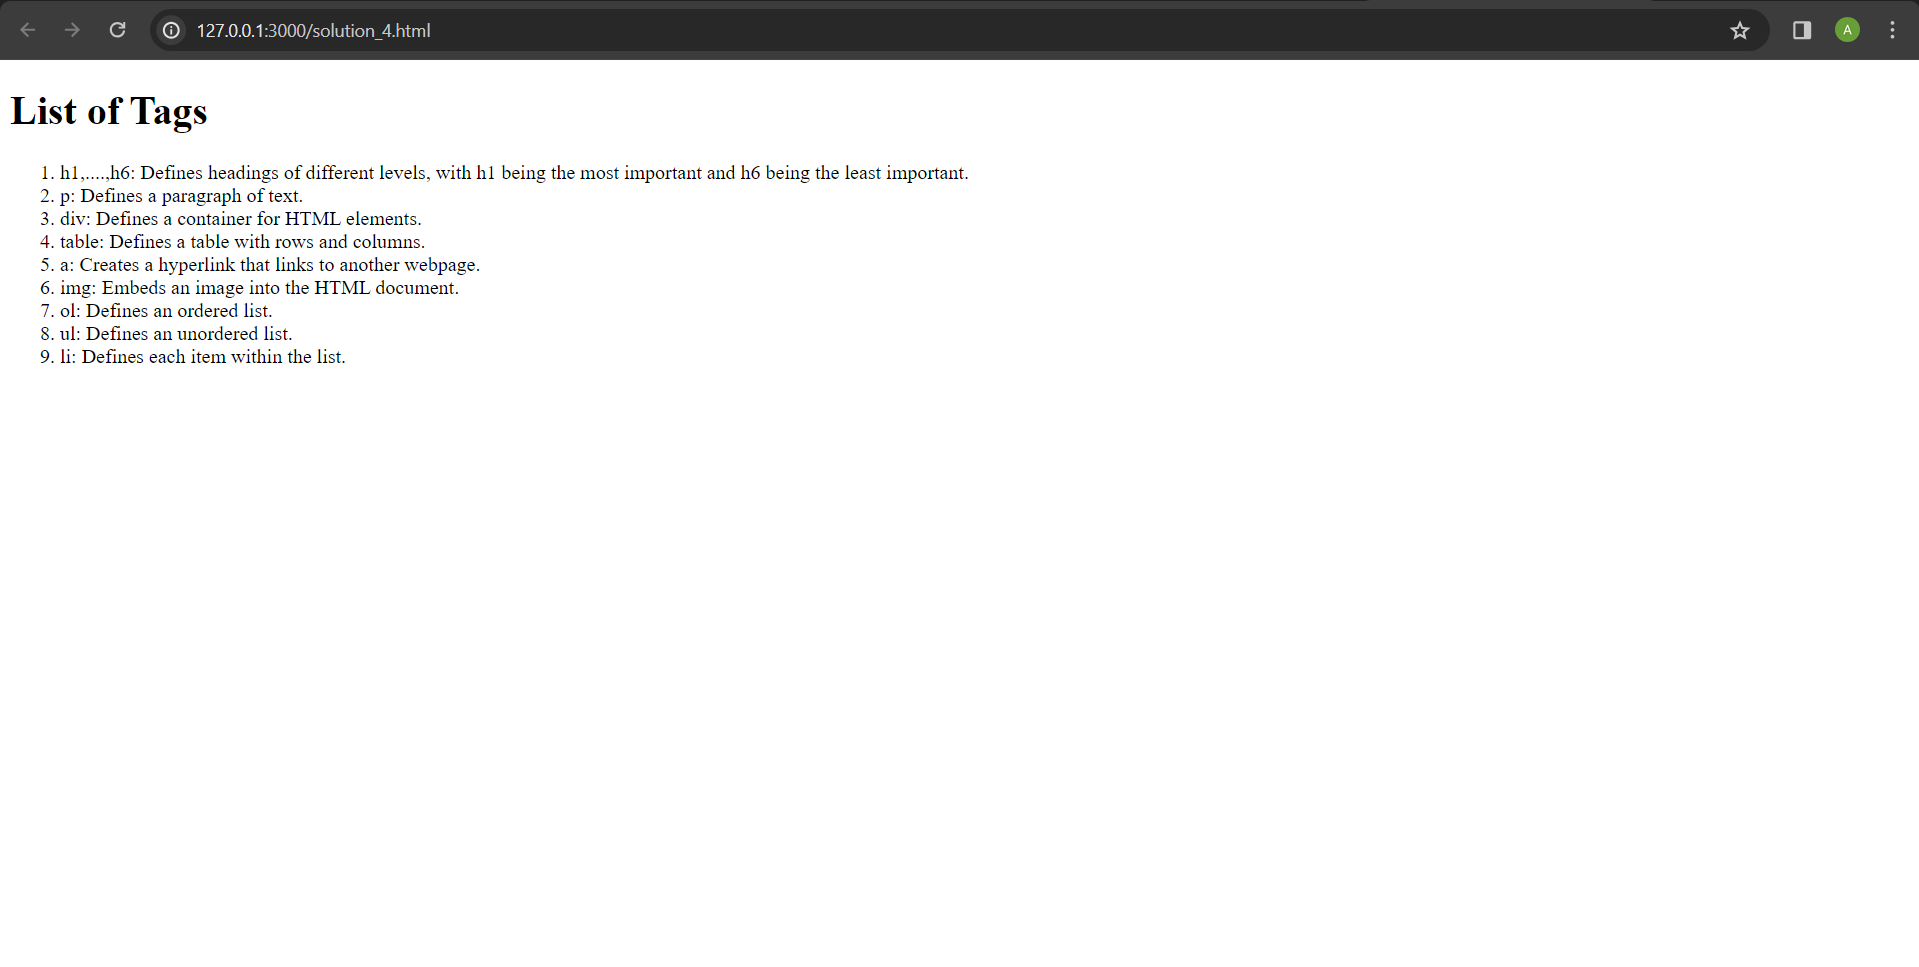 127.0.0.1:3000/solution_4.html
A
List of Tags
1. h1,....,h6: Defines headings of different levels, with h1 being the most important and h6 being the least important.
2. p: Defines a paragraph of text.
3. div: Defines a container for HTML elements.
4. table: Defines a table with rows and columns.
5. a: Creates a hyperlink that links to another webpage.
6. img: Embeds an image into the HTML document.
7. ol: Defines an ordered list.
8. ul: Defines an unordered list.
9. li: Defines each item within the list.